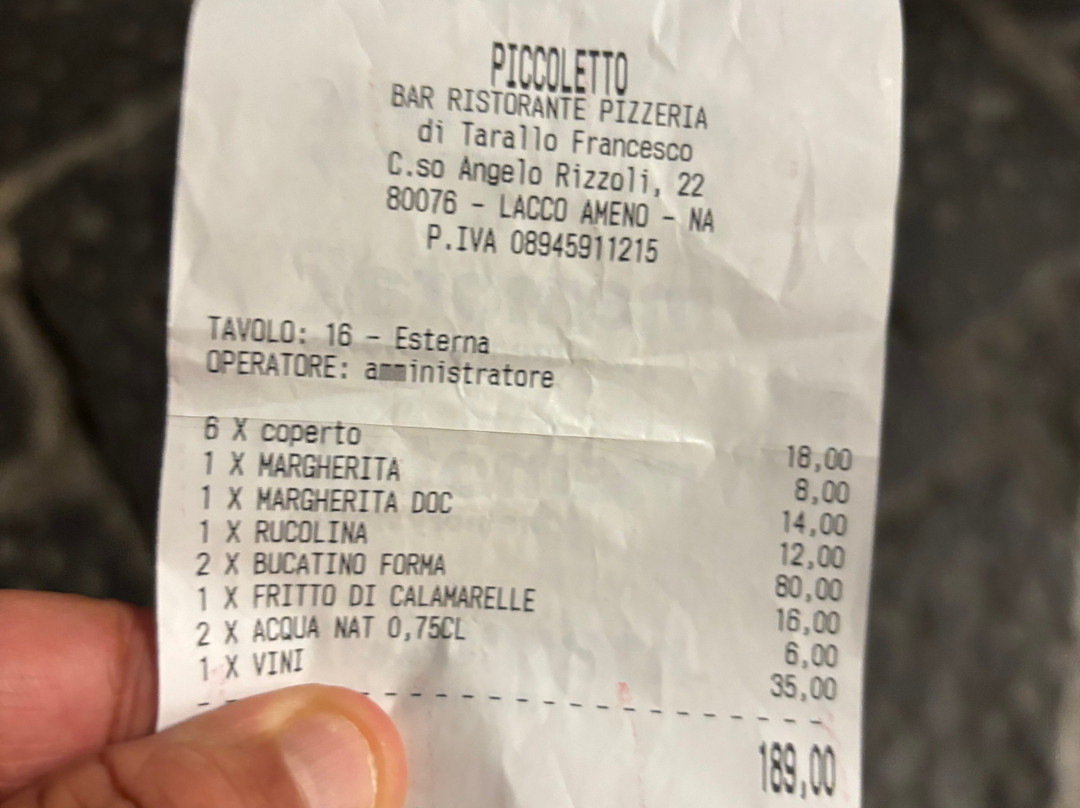 PICCOLETTO
BAR RISTORANTE PIZZERIA
di Tarallo Francesco
C.so Angelo Rizzoli, 22
80076 - LACCO AMENO - NA
P.IVA 08945911215
TAVOLO: 16 - Esterna
OPERATORE: amministratore
6 X coperto 18,00
1 X MARGHERITA 8,00
1 X MARGHERITA DOC 14,00
1 X RUCOLINA 12,00
2 X BUCATINO FORMA 80,00
1 X FRITTO DI CALAMARELLE 16,00
2 X ACQUA NAT 0,75CL 6,00
1 X VINI 35,00
189,00